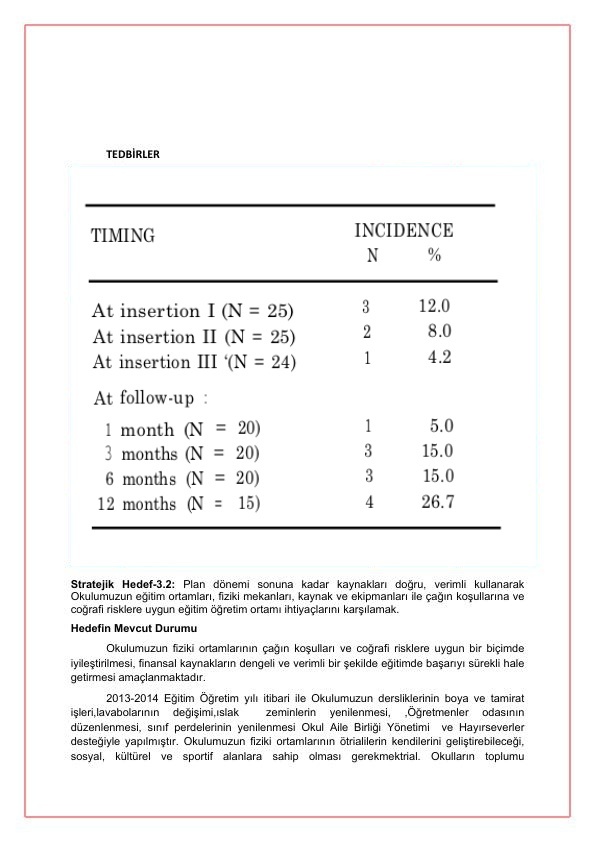 TEDBİRLER
TIMING INCIDENCE
N %
At insertion I (N = 25) 3 12.0
At insertion II (N = 25) 2 8.0
At insertion III ‘(N = 24) 1 4.2
At follow-up :
1 month (N = 20) 1 5.0
3 months (N = 20) 3 15.0
6 months (N = 20) 3 15.0
12 months (N = 15) 4 26.7
Stratejik Hedef-3.2: Plan dönemi sonuna kadar kaynakları doğru, verimli kullanarak
Okulumuzun eğitim ortamları, fiziki mekanları, kaynak ve ekipmanları ile çağın koşullarına ve
coğrafi risklere uygun eğitim öğretim ortamı ihtiyaçlarını karşılamak.
Hedefin Mevcut Durumu
Okulumuzun fiziki ortamlarının çağın koşulları ve coğrafi risklere uygun bir biçimde
iyileştirilmesi, finansal kaynakların dengeli ve verimli bir şekilde eğitimde başarıyı sürekli hale
getirmesi amaçlanmaktadır.
2013-2014 Eğitim Öğretim yılı itibari ile Okulumuzun dersliklerinin boya ve tamirat
işleri,lavabolarının değişimi,ıslak zeminlerin yenilenmesi, ,Öğretmenler odasının
düzenlenmesi, sınıf perdelerinin yenilenmesi Okul Aile Birliği Yönetimi ve Hayırseverler
desteğiyle yapılmıştır. Okulumuzun fiziki ortamlarının ötrialilerin kendilerini geliştirebileceği,
sosyal, kültürel ve sportif alanlara sahip olması gerekmektrial. Okulların toplumu